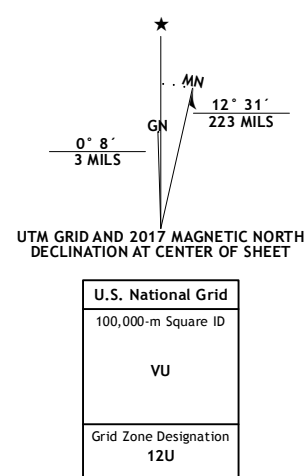 ★
MN
12° 31´
223 MILS
GN
0° 8´
3 MILS
UTM GRID AND 2017 MAGNETIC NORTH
DECLINATION AT CENTER OF SHEET
U.S. National Grid
100,000-m Square ID
VU
Grid Zone Designation
12U